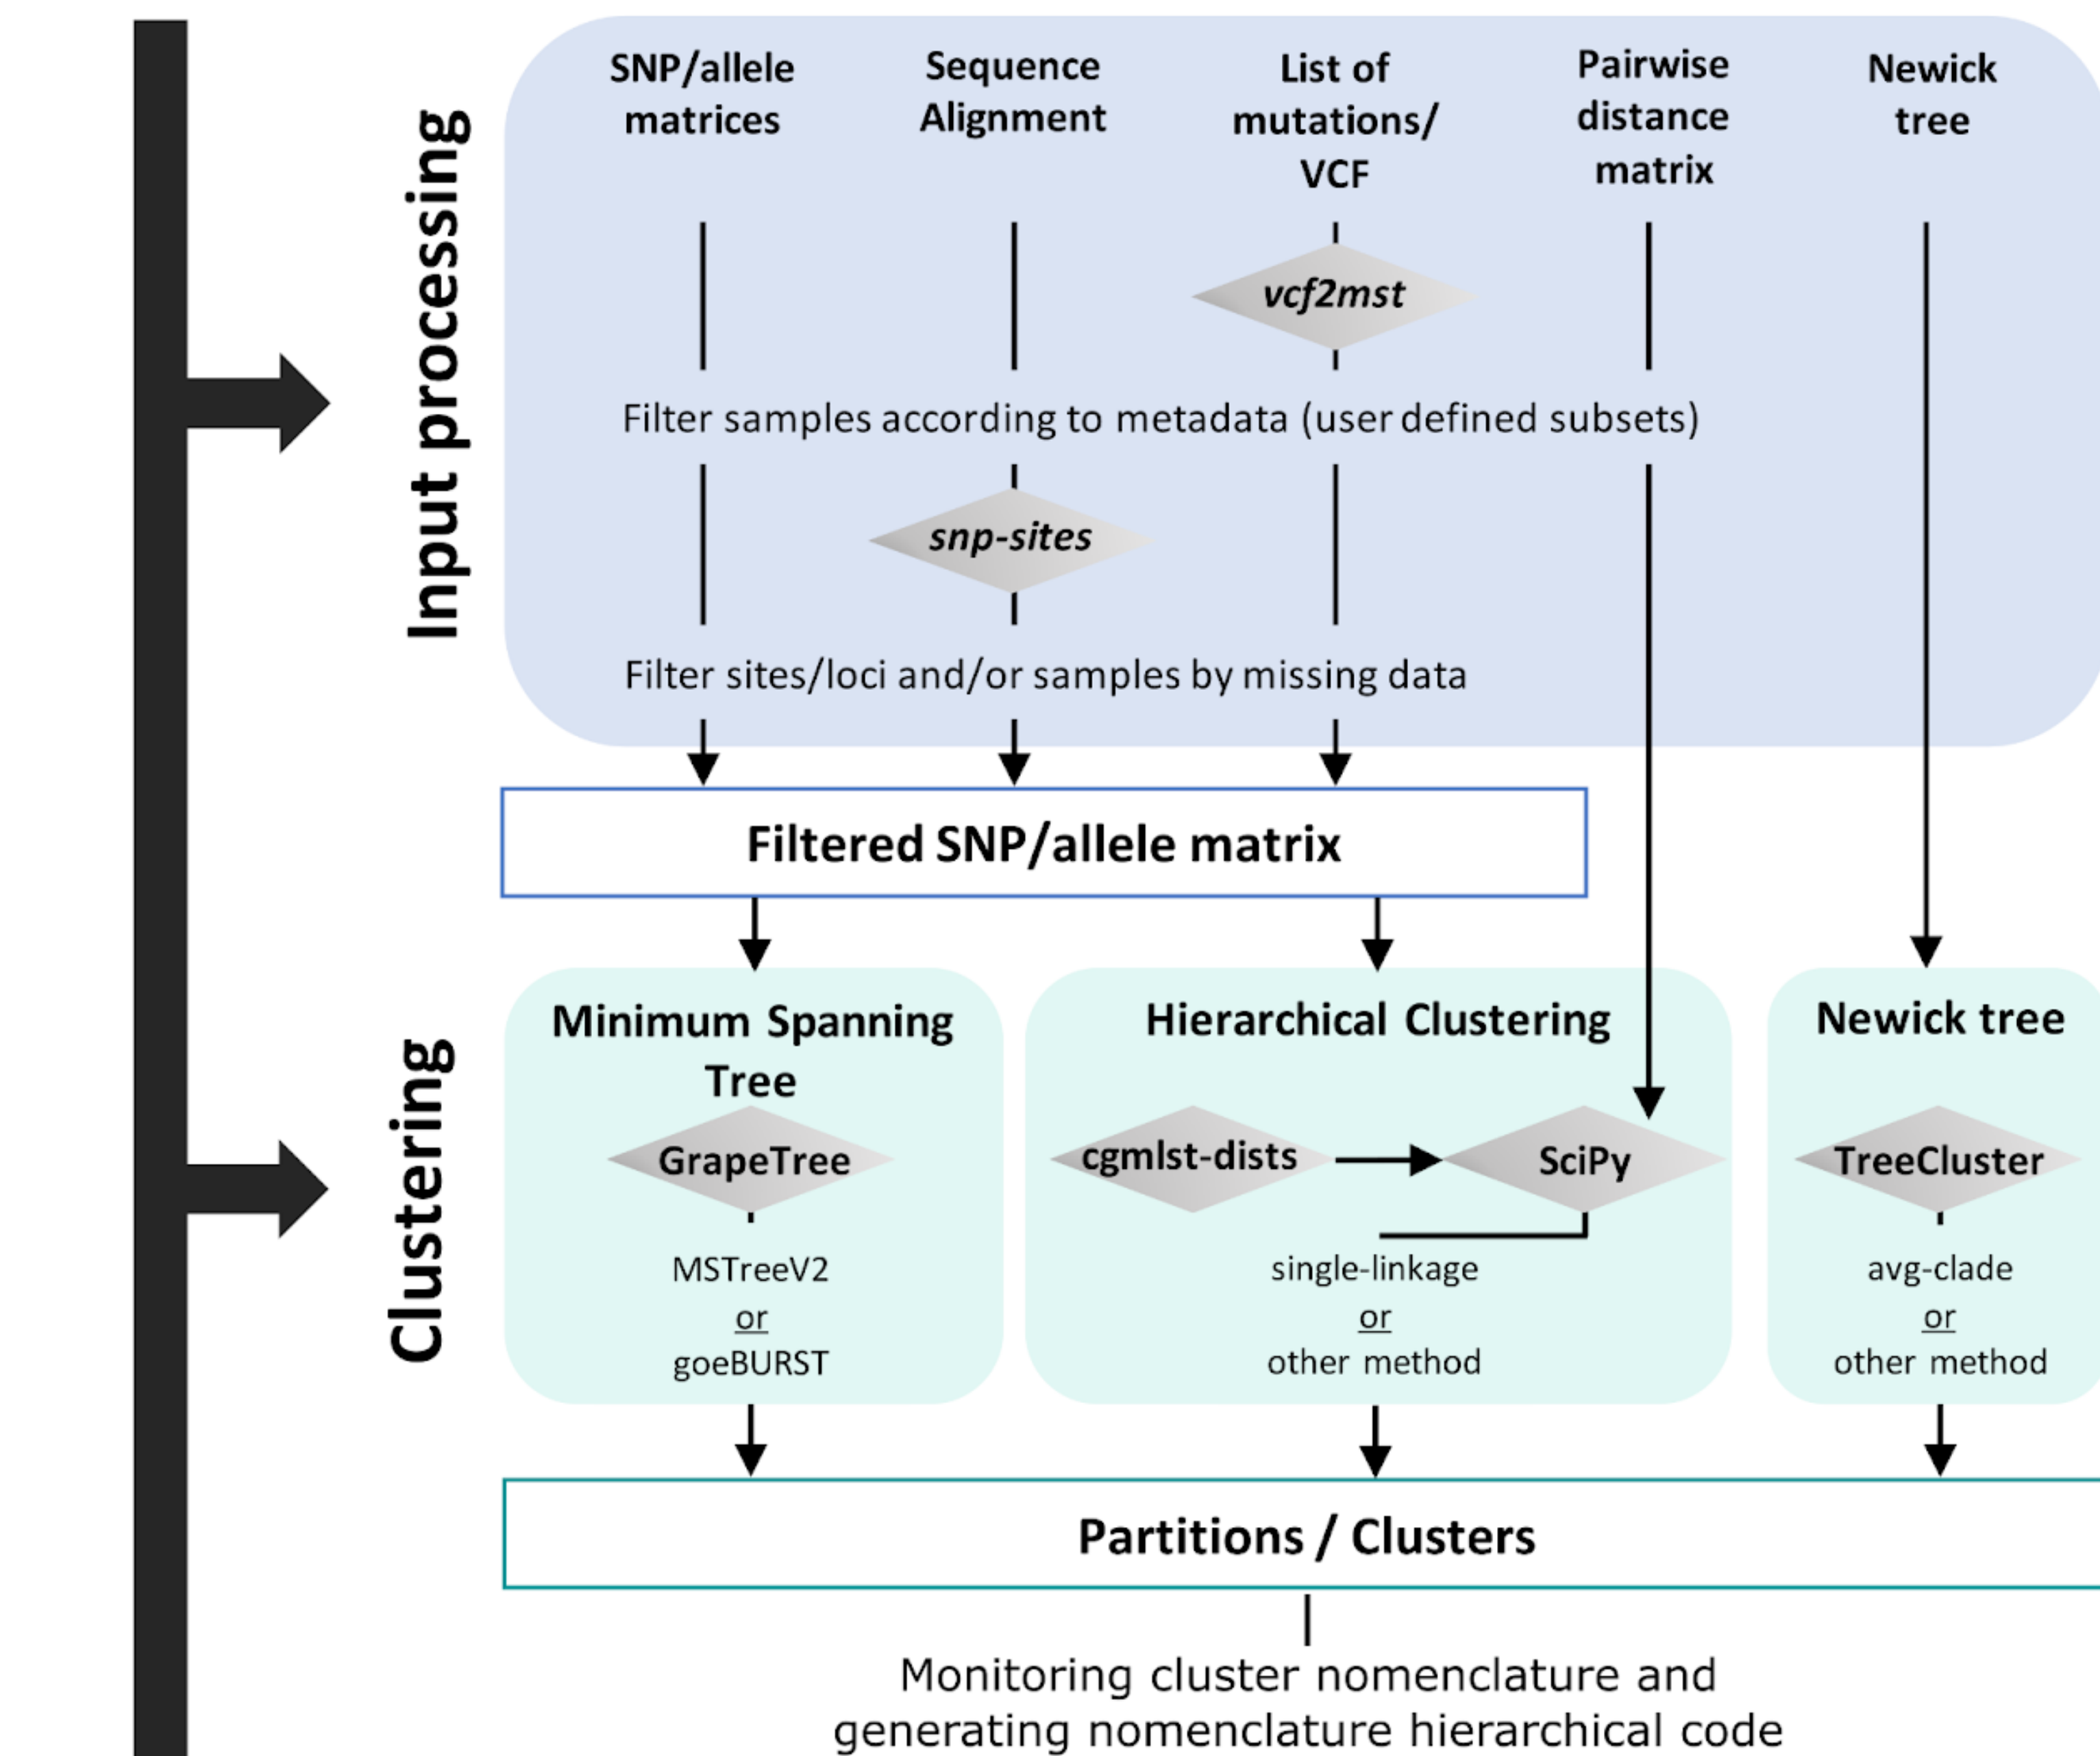 Input processing
SNP/allele
matrices
Sequence
Alignment
List of
mutations/
VCF
Pairwise
distance
matrix
Newick
tree
vcf2mst
Filter samples according to metadata (user defined subsets)
snp-sites
Filter sites/loci and/or samples by missing data
Filtered SNP/allele matrix
Clustering
Minimum Spanning
Tree
GrapeTree
MSTreeV2
or
goeBURST
Hierarchical Clustering
cgmlst-dists
SciPy
single-linkage
or
other method
Newick tree
TreeCluster
avg-clade
or
other method
Partitions / Clusters
Monitoring cluster nomenclature and
generating nomenclature hierarchical code